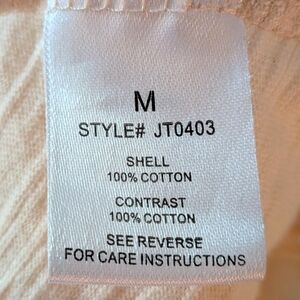 M
STYLE# JT0403
SHELL
100% COTTON
CONTRAST
100% COTTON
SEE REVERSE
FOR CARE INSTRUCTIONS